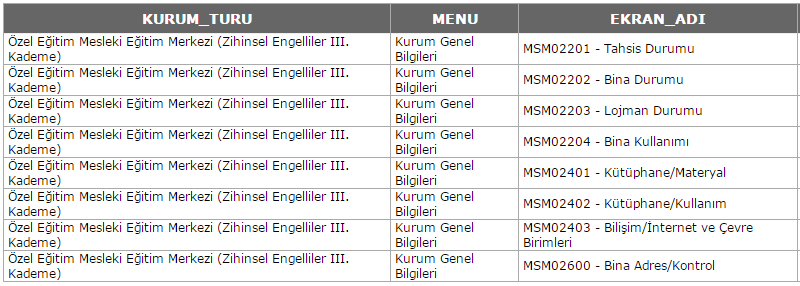 KURUM_TURU MENU EKRAN_ADI
Özel Eğitim Mesleki Eğitim Merkezi (Zihinsel Engelliler III. Kademe) Kurum Genel Bilgileri MSM02201 - Tahsis Durumu
Özel Eğitim Mesleki Eğitim Merkezi (Zihinsel Engelliler III. Kademe) Kurum Genel Bilgileri MSM02202 - Bina Durumu
Özel Eğitim Mesleki Eğitim Merkezi (Zihinsel Engelliler III. Kademe) Kurum Genel Bilgileri MSM02203 - Lojman Durumu
Özel Eğitim Mesleki Eğitim Merkezi (Zihinsel Engelliler III. Kademe) Kurum Genel Bilgileri MSM02204 - Bina Kullanımı
Özel Eğitim Mesleki Eğitim Merkezi (Zihinsel Engelliler III. Kademe) Kurum Genel Bilgileri MSM02401 - Kütüphane/Materyal
Özel Eğitim Mesleki Eğitim Merkezi (Zihinsel Engelliler III. Kademe) Kurum Genel Bilgileri MSM02402 - Kütüphane/Kullanım
Özel Eğitim Mesleki Eğitim Merkezi (Zihinsel Engelliler III. Kademe) Kurum Genel Bilgileri MSM02403 - Bilişim/İnternet ve Çevre Birimleri
Özel Eğitim Mesleki Eğitim Merkezi (Zihinsel Engelliler III. Kademe) Kurum Genel Bilgileri MSM02600 - Bina Adres/Kontrol